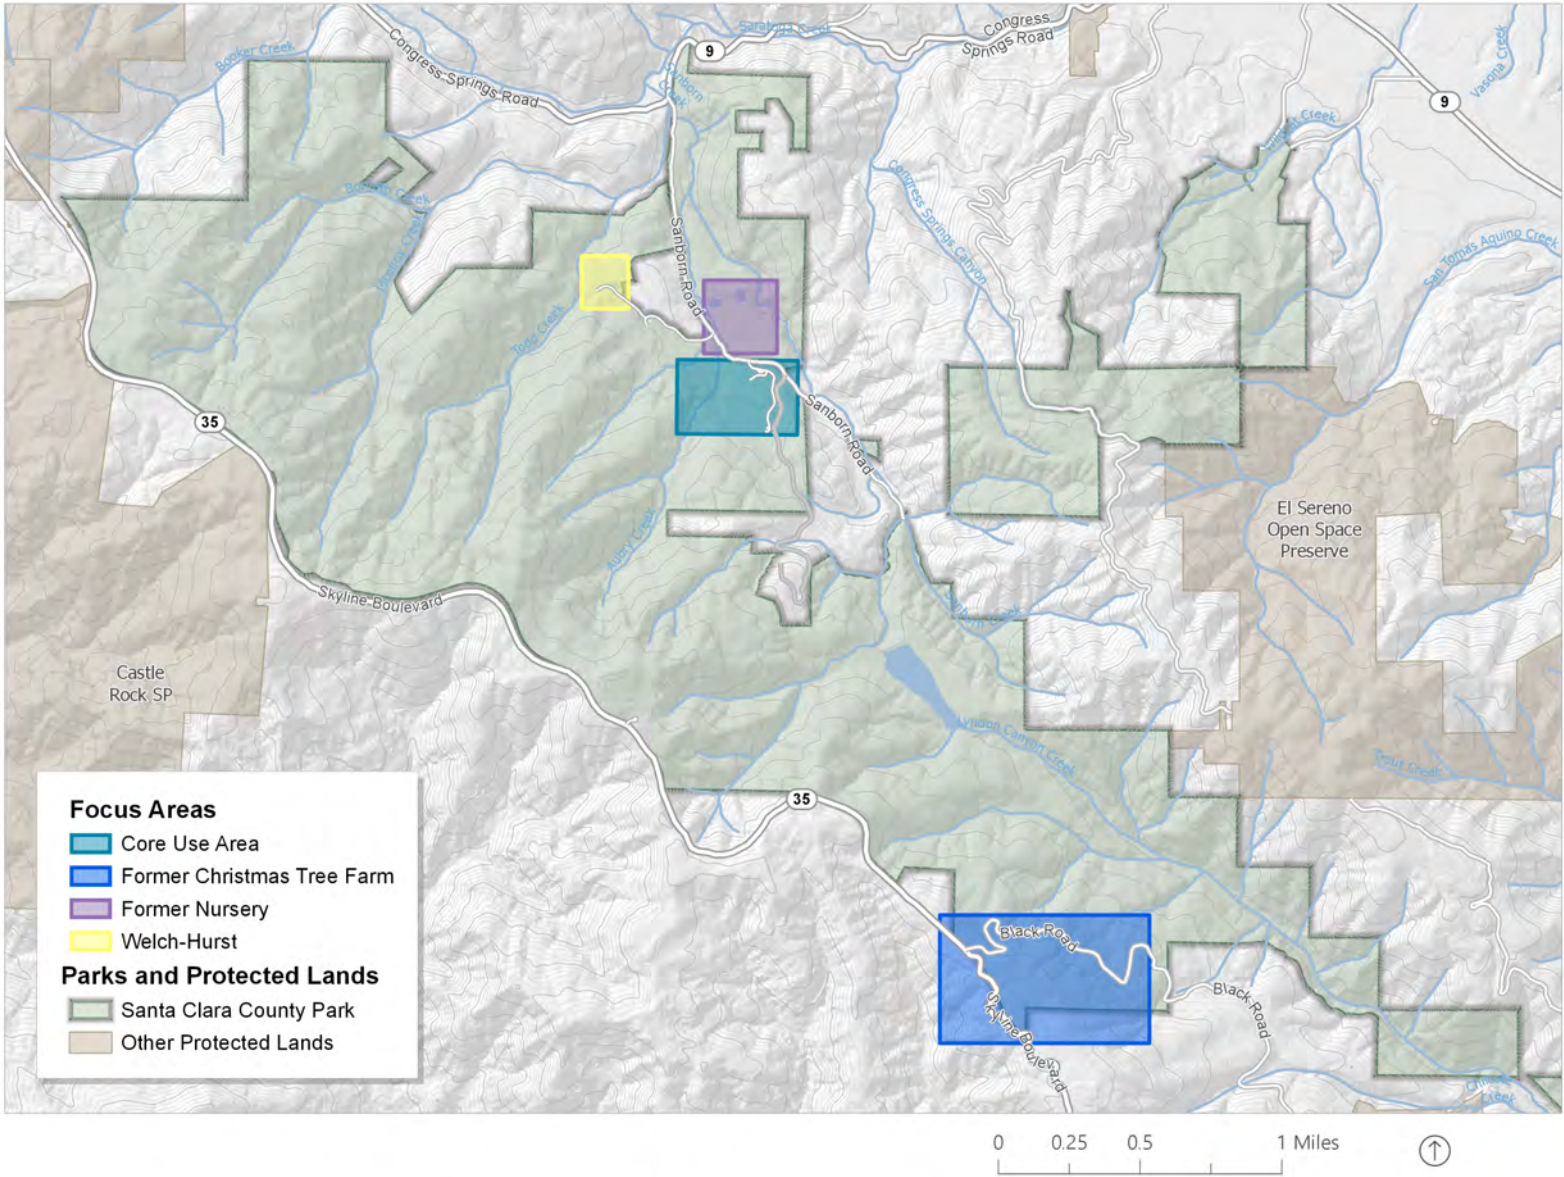 Booker Creek
Saratoga Creek
Congress
Springs Road
9
Vasona Creek
Congress Springs Road
Sanborn
Creek
9
Bonjetti Creek
Congress Springs Canyon
San Tomas Aquino Creek
Sanborn Road
Todd Creek
35
Sanborn Road
El Sereno
Open Space
Preserve
Aubry Creek
Skyline Boulevard
Castle
Rock SP
Lyndon Canyon Creek
Trout Creek
35
Focus Areas
Core Use Area
Former Christmas Tree Farm
Former Nursery
Welch-Hurst
Parks and Protected Lands
Santa Clara County Park
Other Protected Lands
Black Road
Skyline Boulevard
Black Road
Creek
0 0.25 0.5 1 Miles